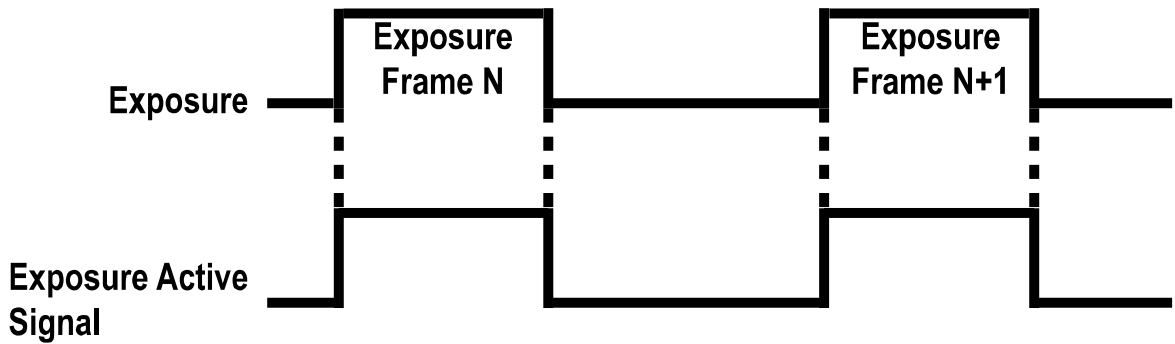 Exposure
Frame N
Exposure
Frame N+1
Exposure
Exposure Active
Signal